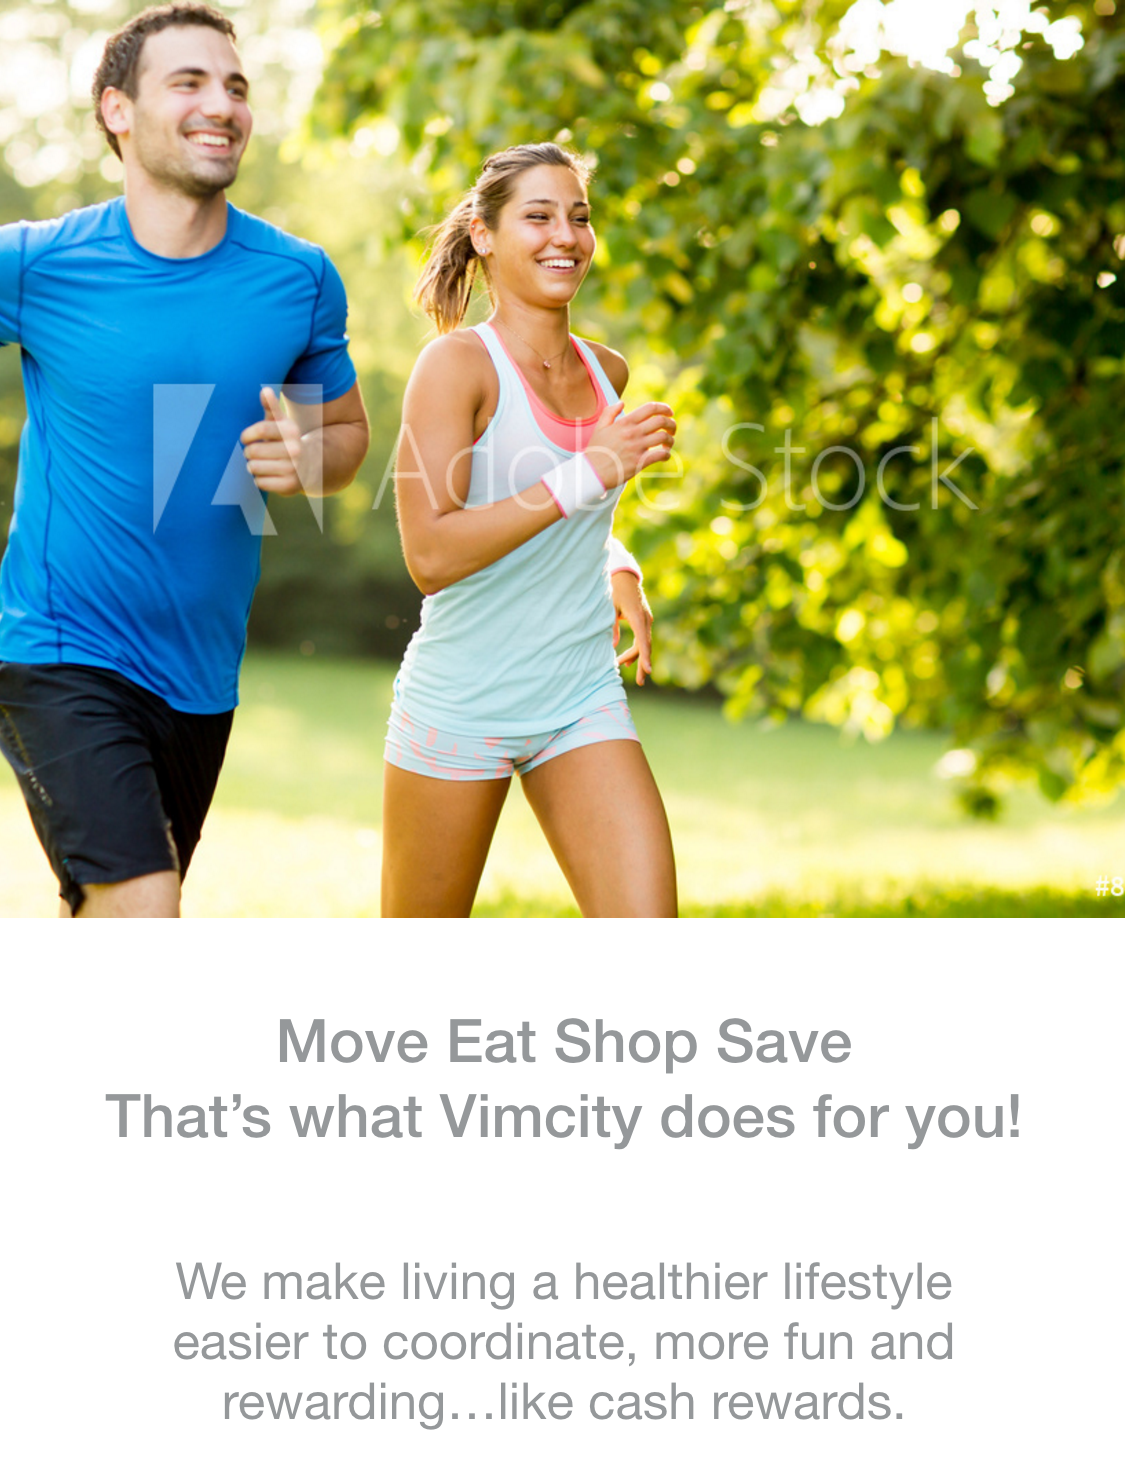 Adobe Stock
#8
Move Eat Shop Save
That’s what Vimcity does for you!
We make living a healthier lifestyle
easier to coordinate, more fun and
rewarding…like cash rewards.